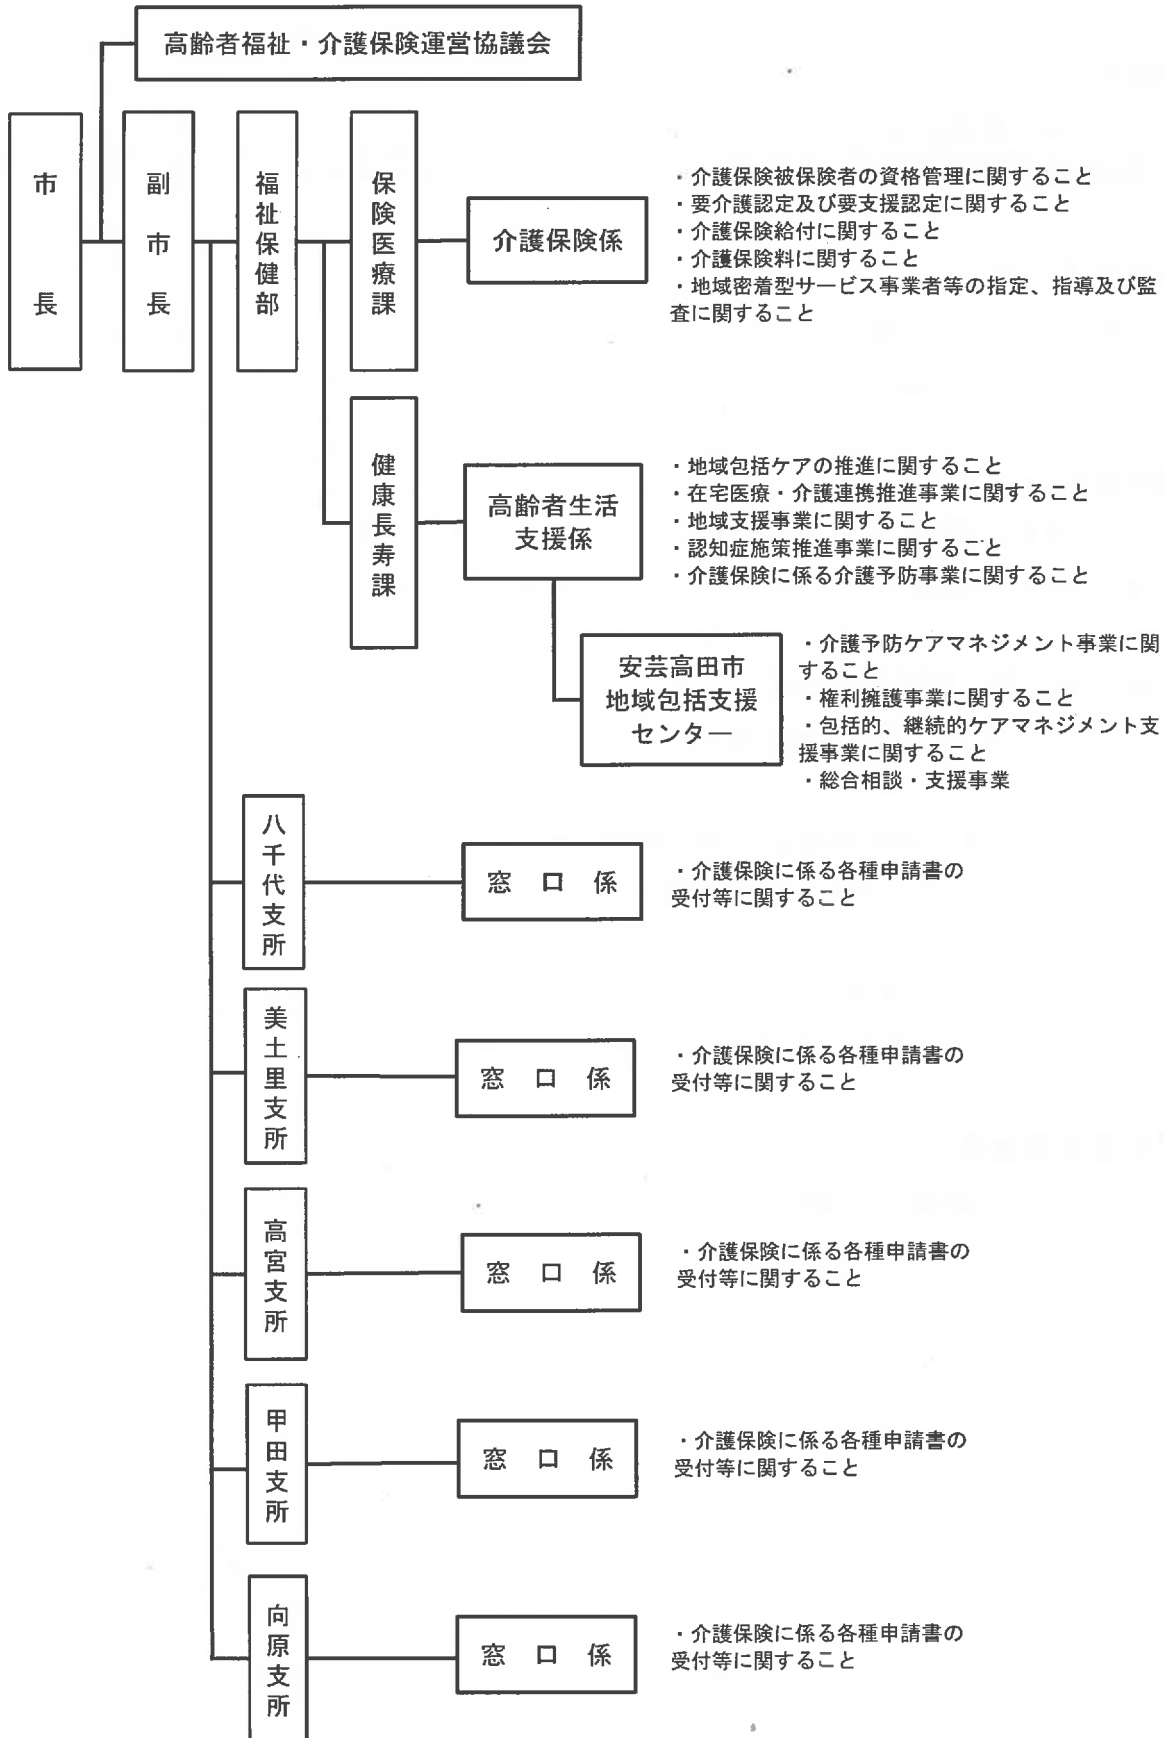 高齢者福祉・介護保険運営協議会
市長
副市長
福祉保健部
保険医療課
介護保険係
・介護保険被保険者の資格管理に関すること
・要介護認定及び要支援認定に関すること
・介護保険給付に関すること
・介護保険料に関すること
・地域密着型サービス事業者等の指定、指導及び監
査に関すること
健康長寿課
高齢者生活
支援係
・地域包括ケアの推進に関すること
・在宅医療・介護連携推進事業に関すること
・地域支援事業に関すること
・認知症施策推進事業に関すること
・介護保険に係る介護予防事業に関すること
安芸高田市
地域包括支援
センター
・介護予防ケアマネジメント事業に関
すること
・権利擁護事業に関すること
・包括的、継続的ケアマネジメント支
援事業に関すること
・総合相談・支援事業
八千代支所
窓口係
・介護保険に係る各種申請書の
受付等に関すること
美土里支所
窓口係
・介護保険に係る各種申請書の
受付等に関すること
高宮支所
窓口係
・介護保険に係る各種申請書の
受付等に関すること
甲田支所
窓口係
・介護保険に係る各種申請書の
受付等に関すること
向原支所
窓口係
・介護保険に係る各種申請書の
受付等に関すること